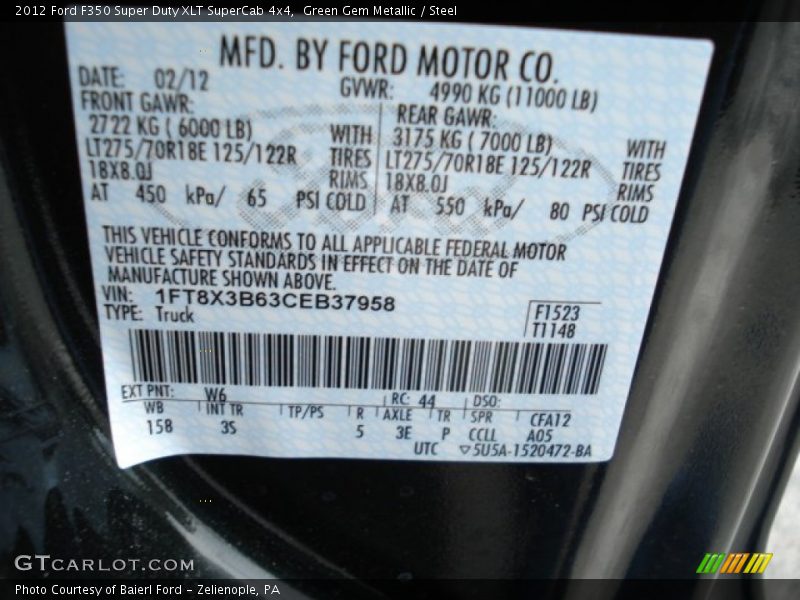 2012 Ford F350 Super Duty XLT SuperCab 4x4, Green Gem Metallic / Steel
MFD. BY FORD MOTOR CO.
DATE: 02/12 GVWR: 4990 KG (11000 LB)
FRONT GAWR: REAR GAWR:
2722 KG ( 6000 LB) WITH 3175 KG ( 7000 LB) WITH
LT275/70R18E 125/122R TIRES LT275/70R18E 125/122R TIRES
18X8.0J RIMS 18X8.0J RIMS
AT 450 kPa/ 65 PSI COLD AT 550 kPa/ 80 PSI COLD
THIS VEHICLE CONFORMS TO ALL APPLICABLE FEDERAL MOTOR
VEHICLE SAFETY STANDARDS IN EFFECT ON THE DATE OF
MANUFACTURE SHOWN ABOVE.
VIN: 1FT8X3B63CEB37958 F1523
TYPE: Truck T1148
EXT PNT: W6 RC: 44 DSO:
WB INT TR TP/PS R AXLE TR SPR CFA12
158 3S 5 3E P CCLL A05
UTC ▽5U5A-1520472-BA
GTCARLOT.COM
Photo Courtesy of Baierl Ford - Zelienople, PA